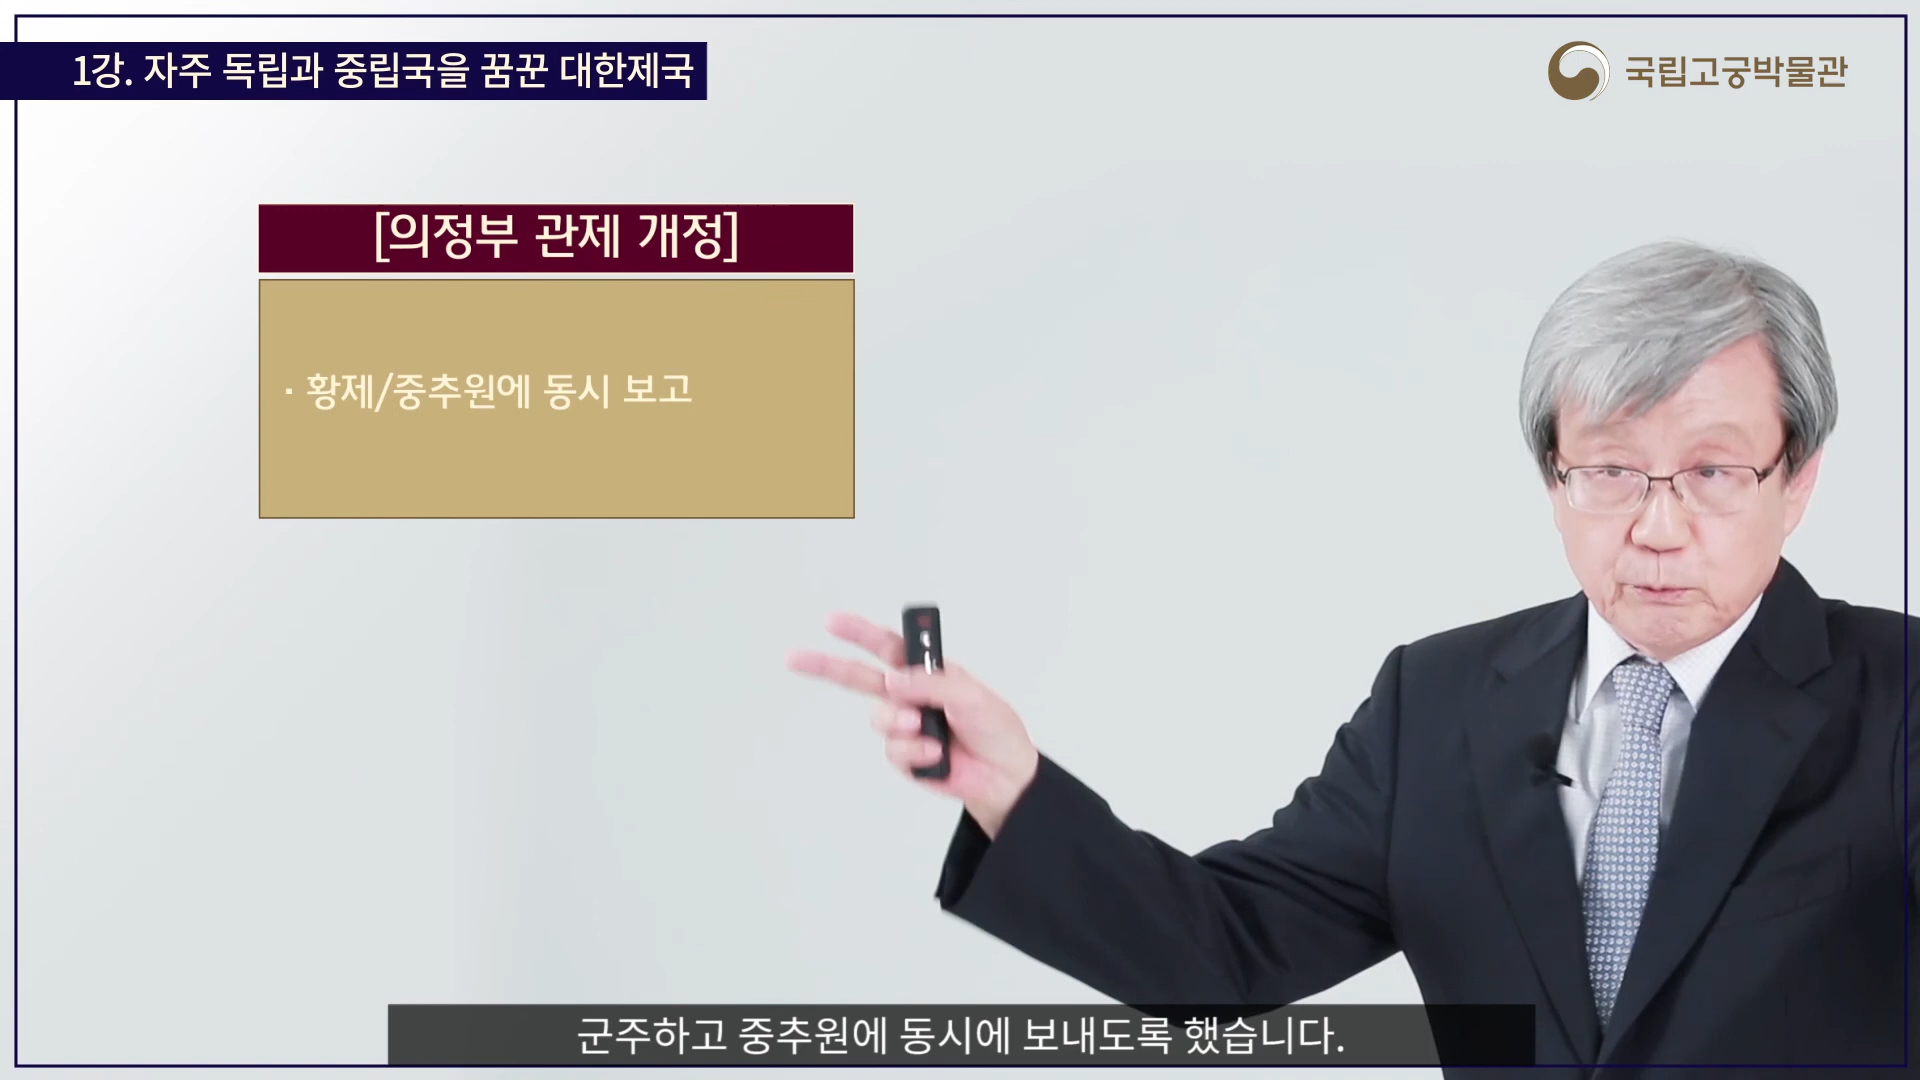 1강. 자주 독립과 중립국을 꿈꾼 대한제국
국립고궁박물관
[의정부 관제 개정]
· 황제/중추원에 동시 보고
군주하고 중추원에 동시에 보내도록 했습니다.